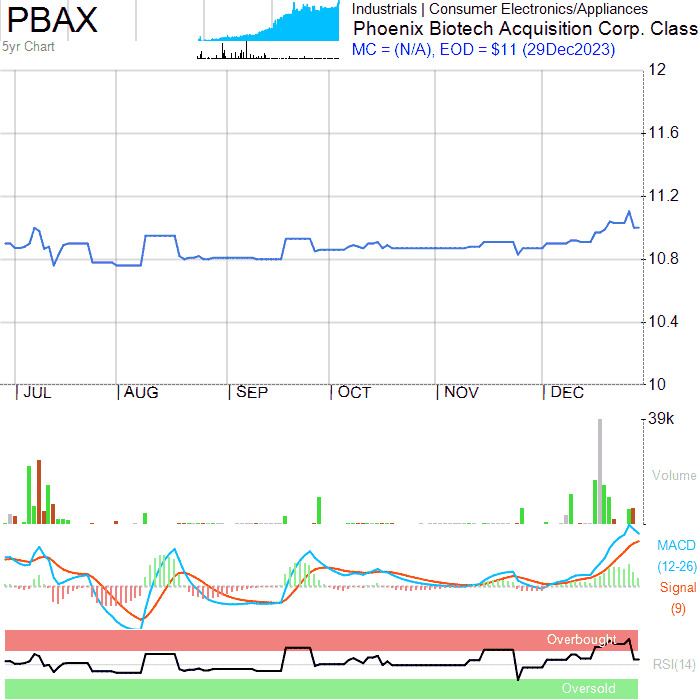 PBAX
5yr Chart
Industrials | Consumer Electronics/Appliances
Phoenix Biotech Acquisition Corp. Class
MC = (N/A), EOD = $11 (29Dec2023)
12
11.6
11.2
10.8
10.4
10
JUL AUG SEP OCT NOV DEC
39k
Volume
MACD
(12-26)
Signal
(9)
Overbought
RSI(14)
Oversold